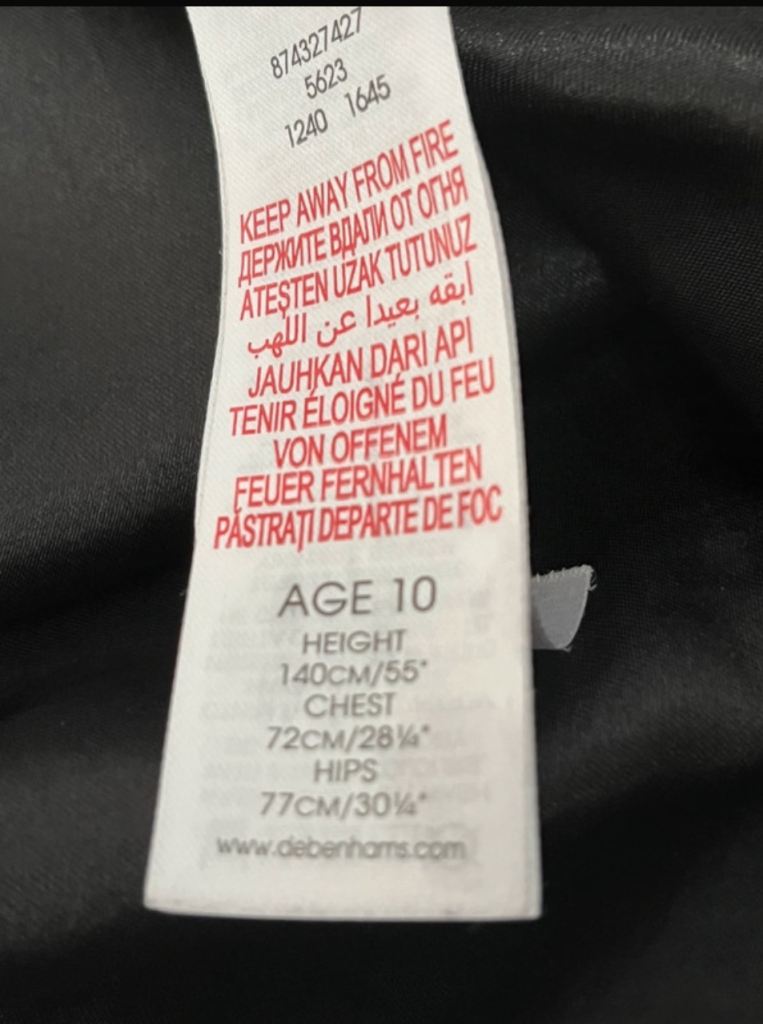 874327427
5623
1240 1645
KEEP AWAY FROM FIRE
ДЕРЖИТЕ ВДАЛИ ОТ ОГНЯ
ATEŞTEN UZAK TUTUNUZ
ابقه بعيدا عن اللهب
JAUHKAN DARI API
TENIR ÉLOIGNÉ DU FEU
VON OFFENEM
FEUER FERNHALTEN
PĂSTRAŢI DEPARTE DE FOC
AGE 10
HEIGHT
140CM/55"
CHEST
72CM/28¼"
HIPS
77CM/30¼"
www.debenhams.com